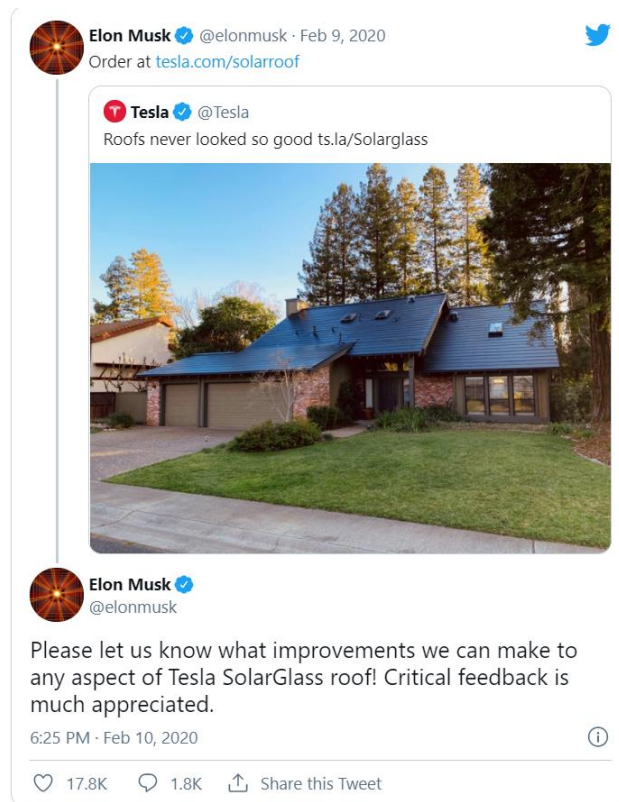 Elon Musk @elonmusk · Feb 9, 2020
Order at tesla.com/solarroof
Tesla @Tesla
Roofs never looked so good ts.la/Solarglass
Elon Musk
@elonmusk
Please let us know what improvements we can make to
any aspect of Tesla SolarGlass roof! Critical feedback is
much appreciated.
6:25 PM · Feb 10, 2020
17.8K 1.8K Share this Tweet